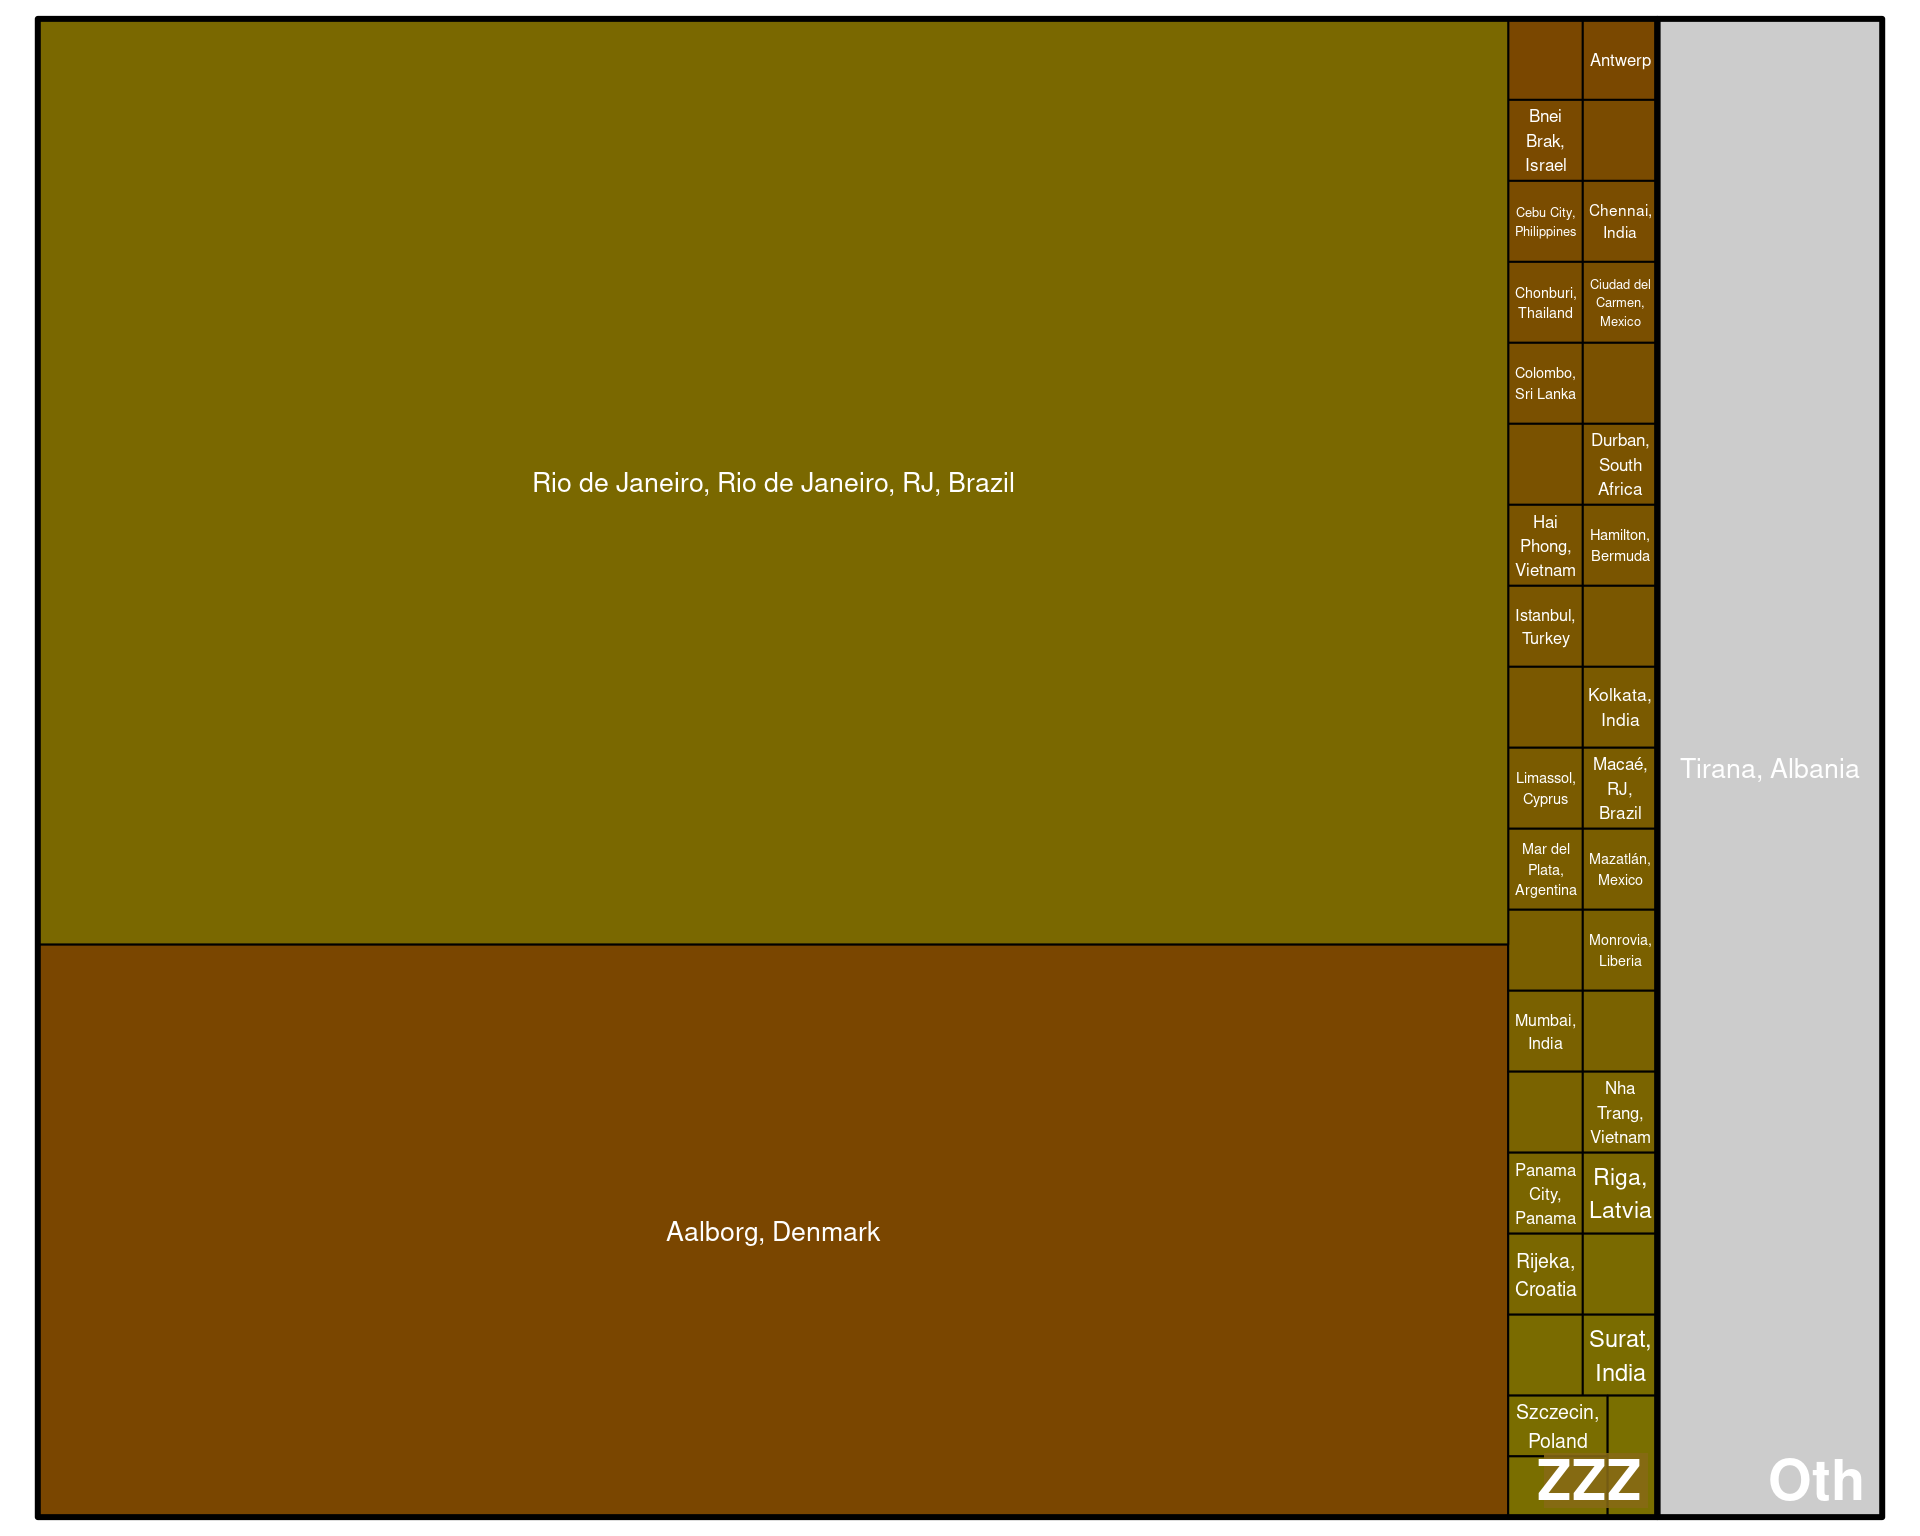 Rio de Janeiro, Rio de Janeiro, RJ, Brazil
Aalborg, Denmark
Antwerp
Bnei
Brak,
Israel
Cebu City,
Philippines
Chennai,
India
Chonburi,
Thailand
Ciudad del
Carmen,
Mexico
Colombo,
Sri Lanka
Durban,
South
Africa
Hai
Phong,
Vietnam
Hamilton,
Bermuda
Istanbul,
Turkey
Kolkata,
India
Limassol,
Cyprus
Macaé,
RJ,
Brazil
Mar del
Plata,
Argentina
Mazatlán,
Mexico
Monrovia,
Liberia
Mumbai,
India
Nha
Trang,
Vietnam
Panama
City,
Panama
Riga,
Latvia
Rijeka,
Croatia
Surat,
India
Szczecin,
Poland
ZZZ
Tirana, Albania
Oth